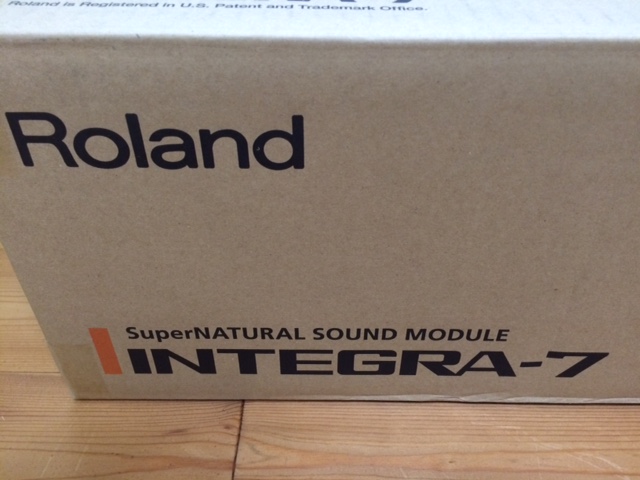 Roland is Registered in U.S. Patent and Trademark Office.
Roland
SuperNATURAL SOUND MODULE
INTEGRA-7